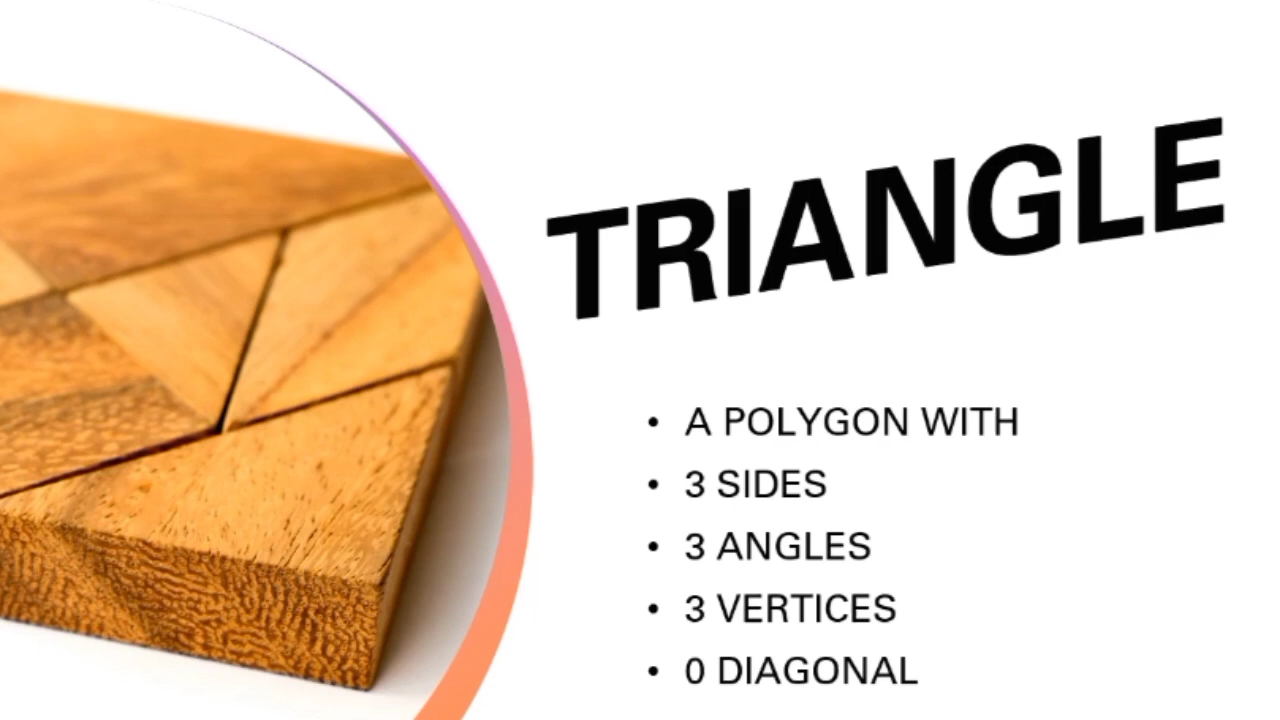 TRIANGLE
• A POLYGON WITH
• 3 SIDES
• 3 ANGLES
• 3 VERTICES
• 0 DIAGONAL